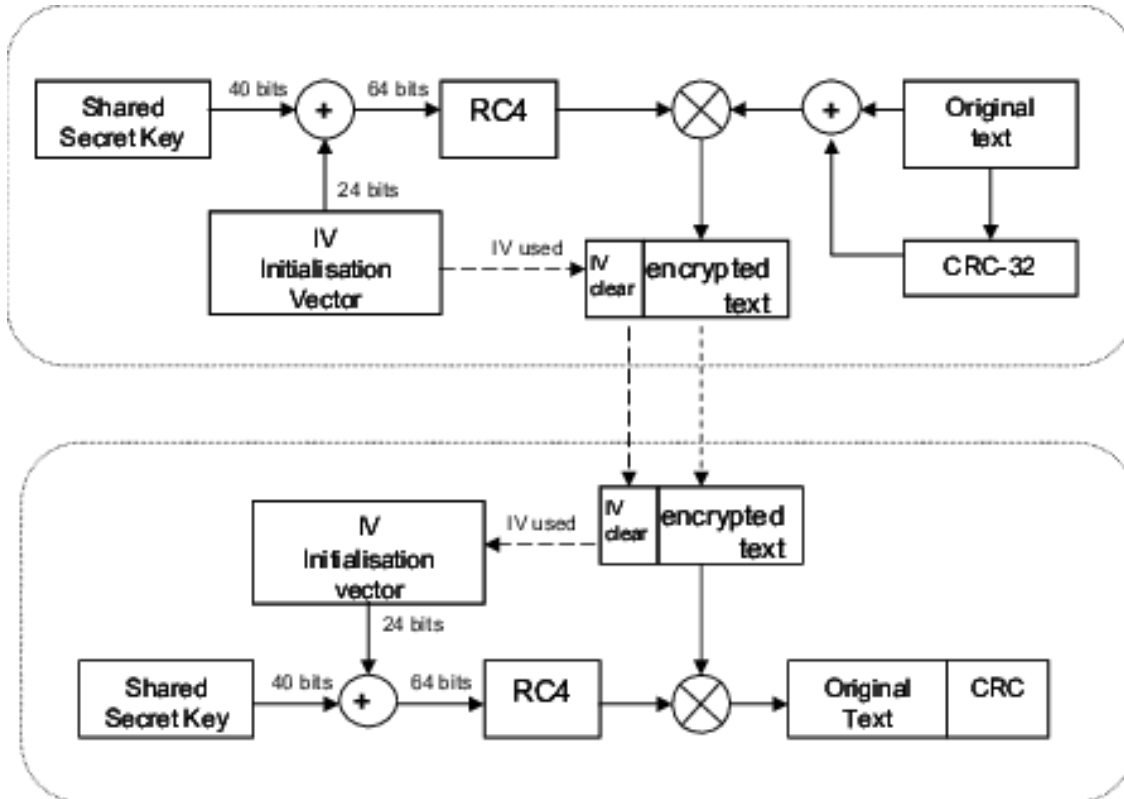 40 bits
64 bits
Shared
Secret Key
+
RC4
+
Original
text
24 bits
IV
Initialisation
Vector
IV used
IV
clear
encrypted
text
CRC-32
IV
Initialisation
vector
IV used
IV
clear
encrypted
text
24 bits
Shared
Secret Key
40 bits
+
64 bits
RC4
Original
Text
CRC